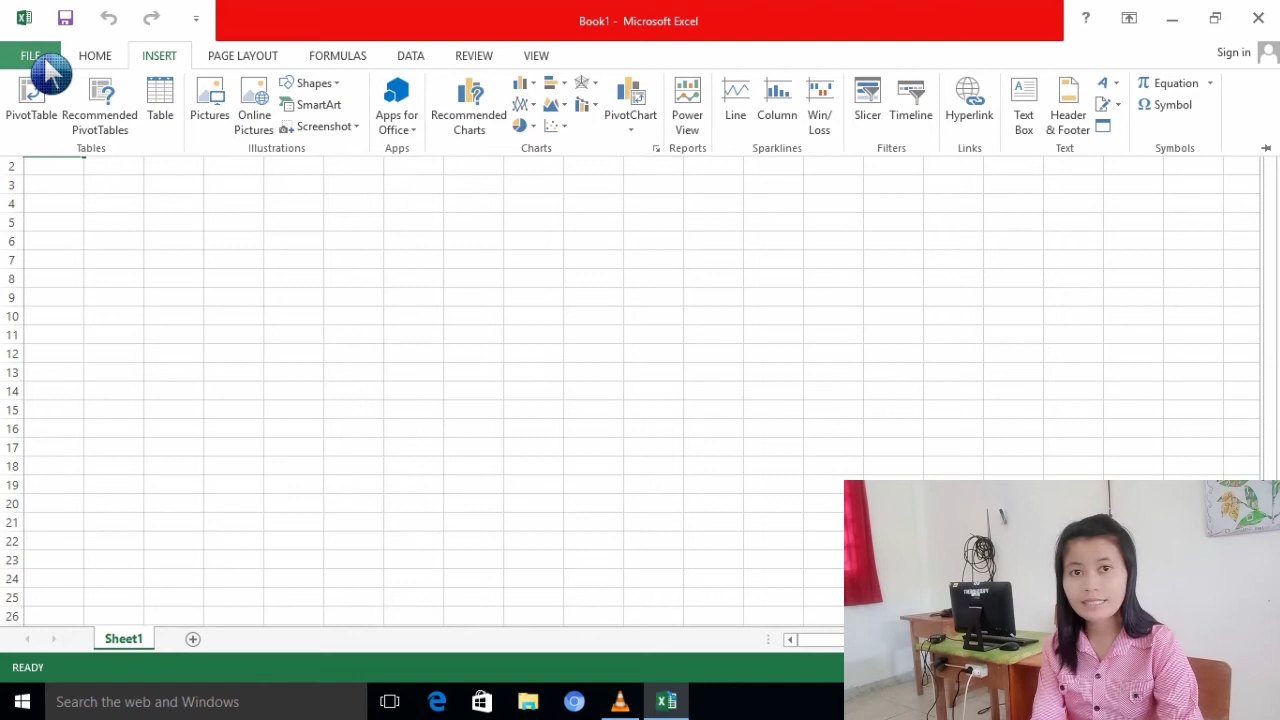 Book1 - Microsoft Excel
?
FILE HOME INSERT PAGE LAYOUT FORMULAS DATA REVIEW VIEW Sign in
PivotTable Recommended PivotTables Table
Tables
Pictures Online Pictures Shapes SmartArt Screenshot
Illustrations
Apps for Office
Apps
Recommended Charts PivotChart
Charts
Power View
Reports
Line Column Win/Loss
Sparklines
Slicer Timeline
Filters
Hyperlink
Links
Text Box Header & Footer
Text
π Equation
Ω Symbol
Symbols
2
3
4
5
6
7
8
9
10
11
12
13
14
15
16
17
18
19
20
21
22
23
24
25
26
Sheet1
READY
Search the web and Windows